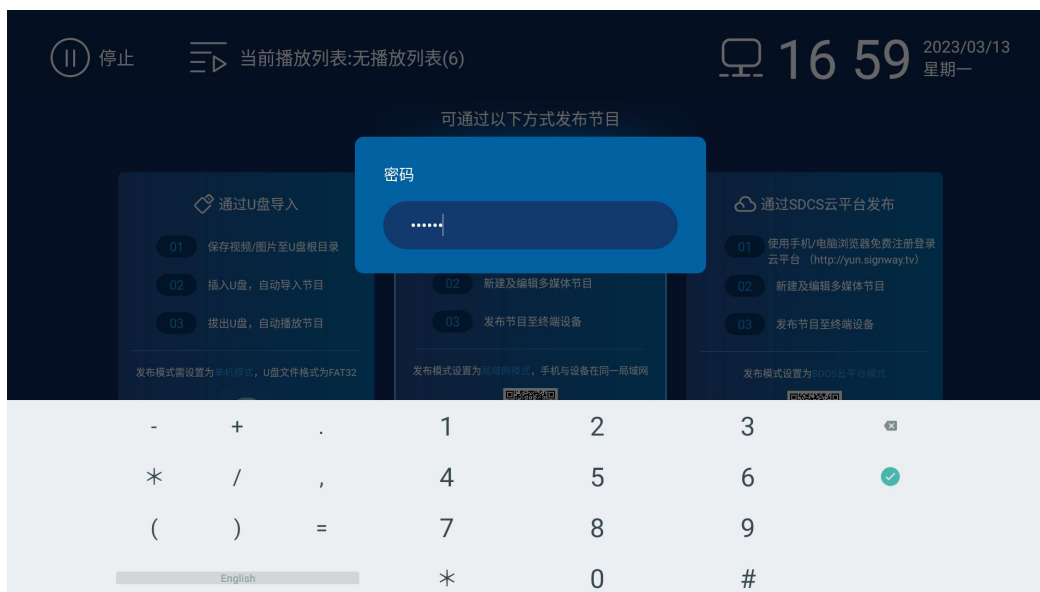 停止
当前播放列表:无播放列表(6)
16 59
2023/03/13
星期一
可通过以下方式发布节目
密码
••••••
通过U盘导入
01 保存视频/图片至U盘根目录
02 插入U盘，自动导入节目
03 拔出U盘，自动播放节目
发布模式需设置为单机模式，U盘文件格式为FAT32
02 新建及编辑多媒体节目
03 发布节目至终端设备
发布模式设置为局域网模式，手机与设备在同一局域网
通过SDCS云平台发布
01 使用手机/电脑浏览器免费注册登录
云平台 （http://yun.signway.tv）
02 新建及编辑多媒体节目
03 发布节目至终端设备
发布模式设置为SDCS云平台模式
- + . 1 2 3
* / , 4 5 6
( ) = 7 8 9
English * 0 #